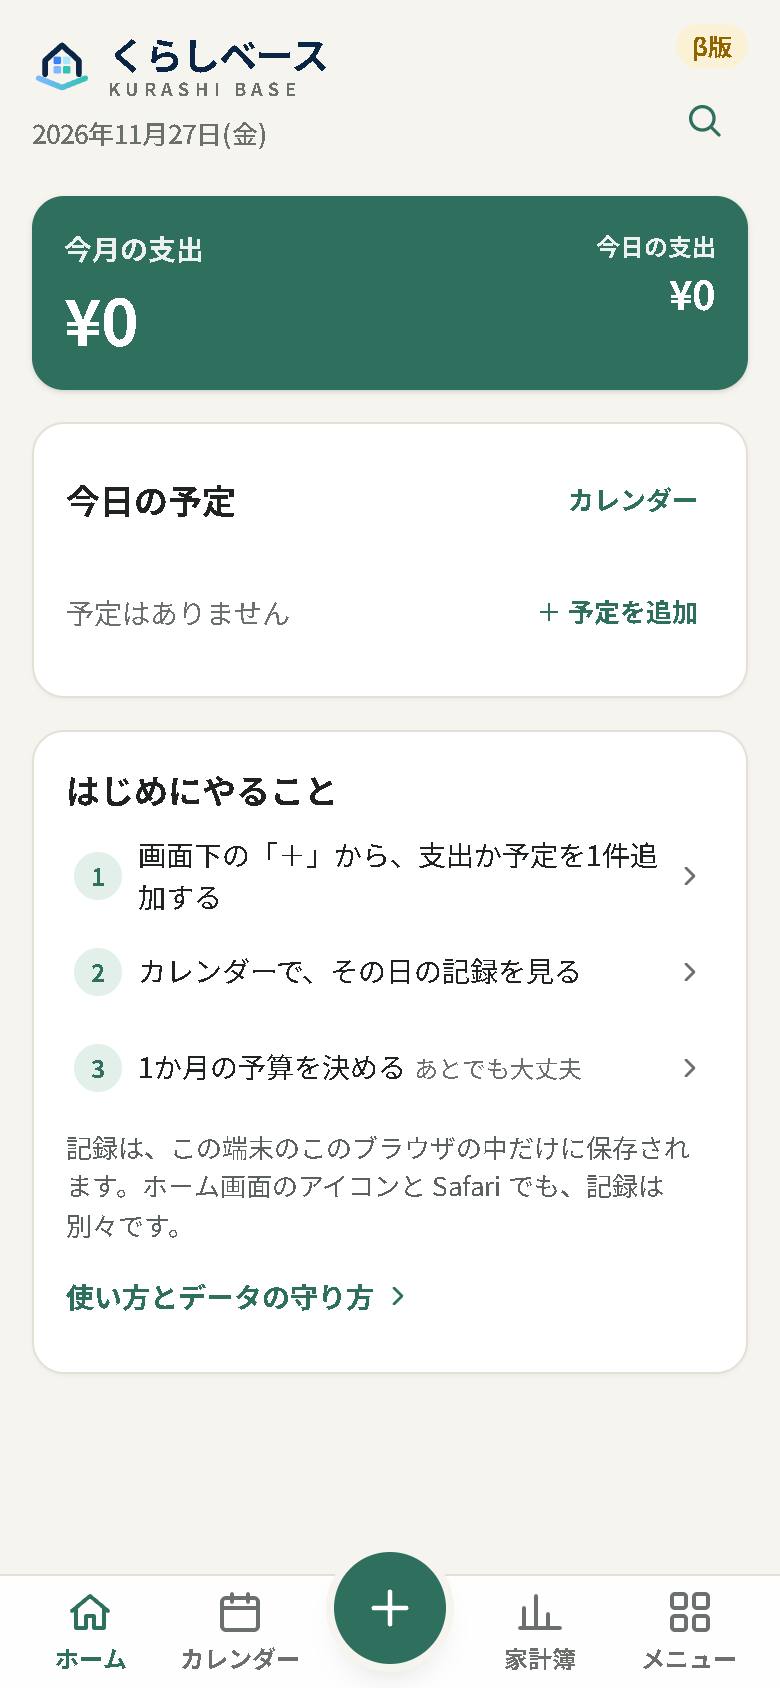 くらしベース
KURASHI BASE
β版
2026年11月27日(金)
今月の支出
¥0
今日の支出
¥0
今日の予定
カレンダー
予定はありません
＋ 予定を追加
はじめにやること
1
画面下の「＋」から、支出か予定を1件追
加する
2
カレンダーで、その日の記録を見る
3
1か月の予算を決める あとでも大丈夫
記録は、この端末のこのブラウザの中だけに保存され
ます。ホーム画面のアイコンと Safari でも、記録は
別々です。
使い方とデータの守り方
ホーム
カレンダー
家計簿
メニュー